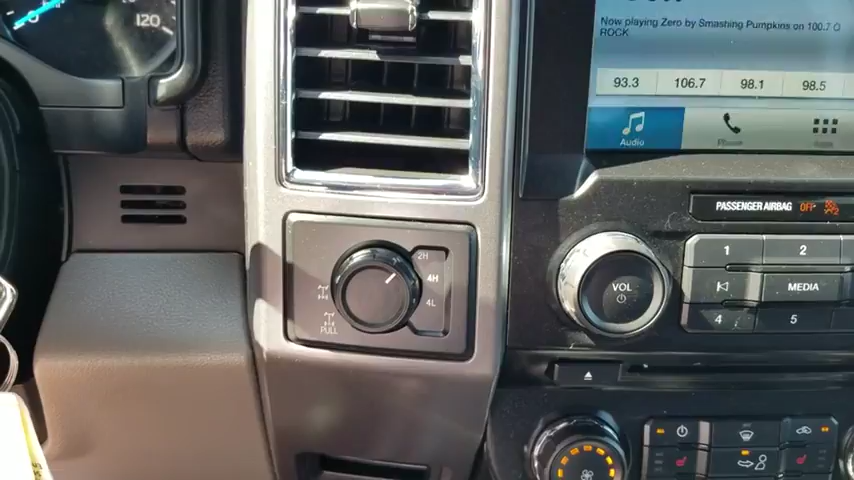 120
Now playing Zero by Smashing Pumpkins on 100.7 Q
ROCK
93.3 106.7 98.1 98.5
Audio Phone
PASSENGER AIRBAG OFF
2H
4H
4L
PULL
VOL
1 2
MEDIA
4 5